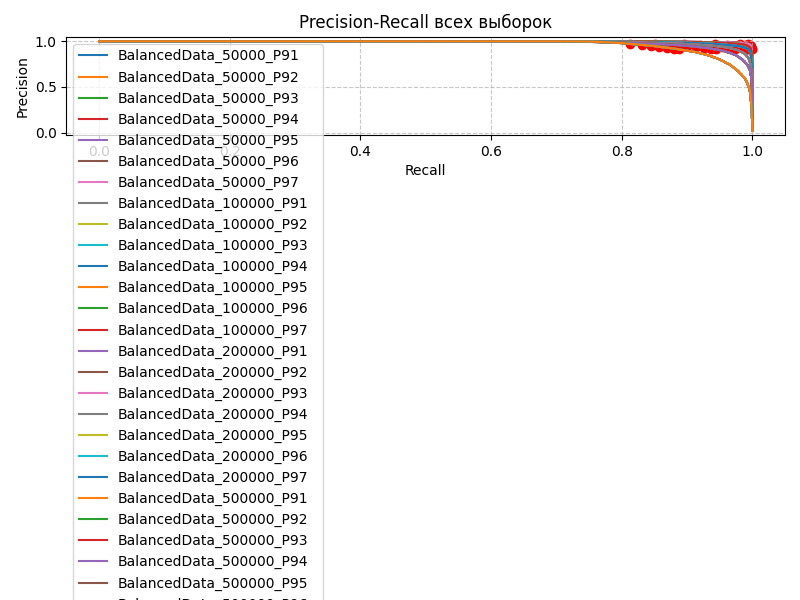 Precision-Recall всех выборок
1.0
0.5
0.0
Precision
0.0
0.2
0.4
0.6
0.8
1.0
Recall
BalancedData_50000_P91
BalancedData_50000_P92
BalancedData_50000_P93
BalancedData_50000_P94
BalancedData_50000_P95
BalancedData_50000_P96
BalancedData_50000_P97
BalancedData_100000_P91
BalancedData_100000_P92
BalancedData_100000_P93
BalancedData_100000_P94
BalancedData_100000_P95
BalancedData_100000_P96
BalancedData_100000_P97
BalancedData_200000_P91
BalancedData_200000_P92
BalancedData_200000_P93
BalancedData_200000_P94
BalancedData_200000_P95
BalancedData_200000_P96
BalancedData_200000_P97
BalancedData_500000_P91
BalancedData_500000_P92
BalancedData_500000_P93
BalancedData_500000_P94
BalancedData_500000_P95